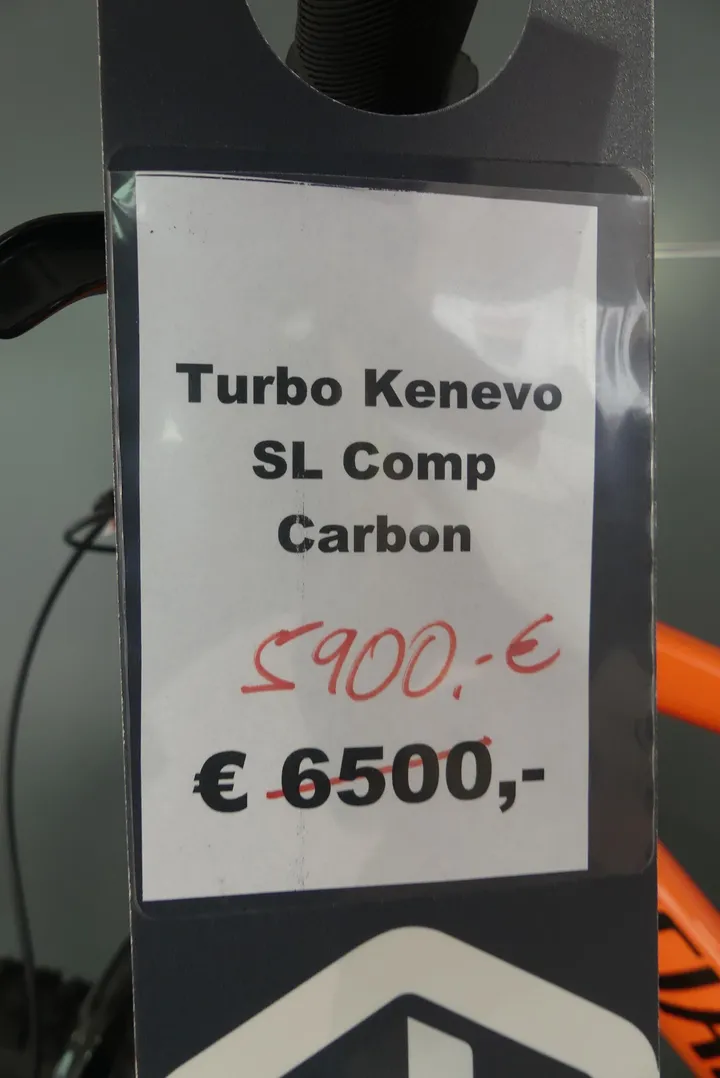 Turbo Kenevo
SL Comp
Carbon
5900,-€
€ 6500,-